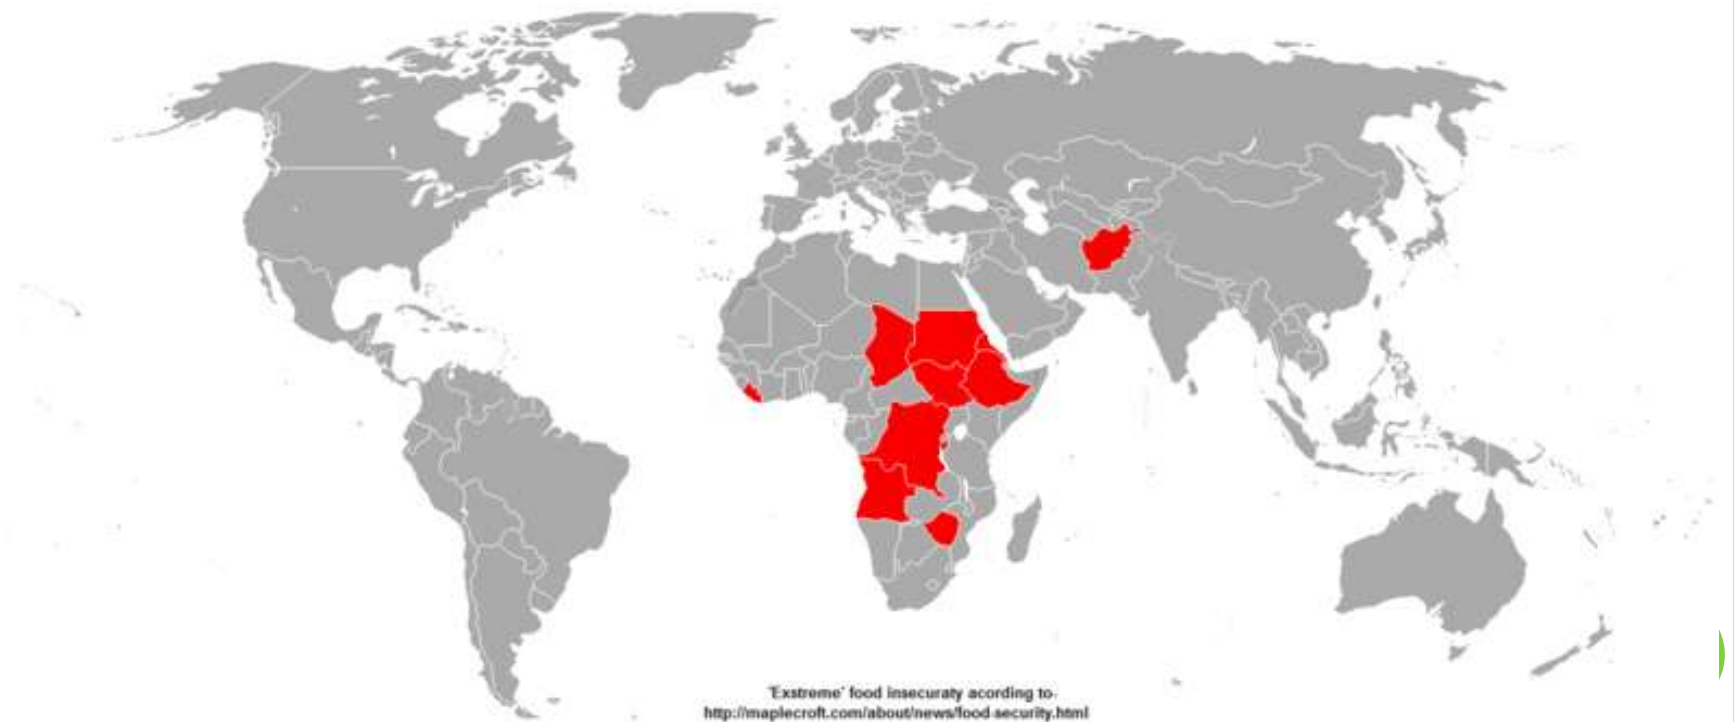 'Exstreme' food insecuraty acording to
http://maplecroft.com/about/news/food-security.html